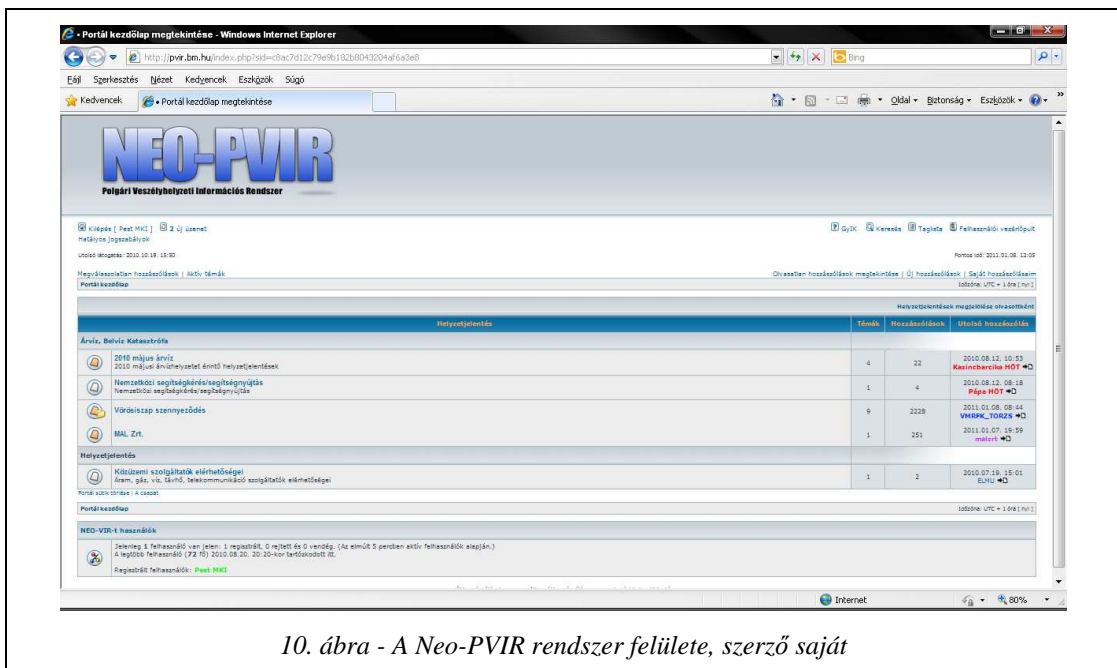 Portál kezdőlap megtekintése - Windows Internet Explorer
http://pvir.bm.hu/index.php?sid=c8ac7d12c79e9b182b8043204af6a3e8
Bing
Fájl Szerkesztés Nézet Kedvencek Eszközök Súgó
Kedvencek • Portál kezdőlap megtekintése
Oldal Biztonság Eszközök
NEO-PVIR
Polgári Veszélyhelyzeti Információs Rendszer
Kilépés [ Pest MKI ] 2 új üzenet
GyIK Keresés Taglista Felhasználói vezérlőpult
Hatályos jogszabályok
Utolsó látogatás: 2010.10.19. 13:50
Pontos idő: 2011.01.08. 12:05
Megválaszolatlan hozzászólások | Aktív témák
Olvasatlan hozzászólások megtekintése | Új hozzászólások | Saját hozzászólásaim
Portál kezdőlap
Időzóna: UTC + 1 óra [ nyi ]
Helyzetjelentések megjelölése olvasottként
Helyzetjelentés Témák Hozzászólások Utolsó hozzászólás
Árvíz, Belvíz Katasztrófa
2010 május árvíz
2010 májusi árvízhelyzetet érintő helyzetjelentések
4 22
2010.08.12. 10:53
Kazincbarcika HÖT
Nemzetközi segítségkérés/segítségnyújtás
Nemzetközi segítségkérés/segítségnyújtás
1 4
2010.08.12. 08:18
Pápa HÖT
Vörösiszap szennyeződés
9 2228
2011.01.08. 08:44
VMRFK_TORZS
MAL Zrt.
1 251
2011.01.07. 19:59
malzrt
Helyzetjelentés
Közüzemi szolgáltatók elérhetőségei
Áram, gáz, víz, távhő, telekommunikáció szolgáltatók elérhetőségei
1 2
2010.07.19. 15:01
ELMU
Portál sütik törlése | A csapat
Portál kezdőlap
Időzóna: UTC + 1 óra [ nyi ]
NEO-VIR-t használók
Jelenleg 1 felhasználó van jelen: 1 regisztrált, 0 rejtett és 0 vendég. (Az elmúlt 5 percben aktív felhasználók alapján.)
A legtöbb felhasználó (72 fő) 2010.08.20. 20:20-kor tartózkodott itt.
Regisztrált felhasználók: Pest MKI
Internet
80%
10. ábra - A Neo-PVIR rendszer felülete, szerző saját